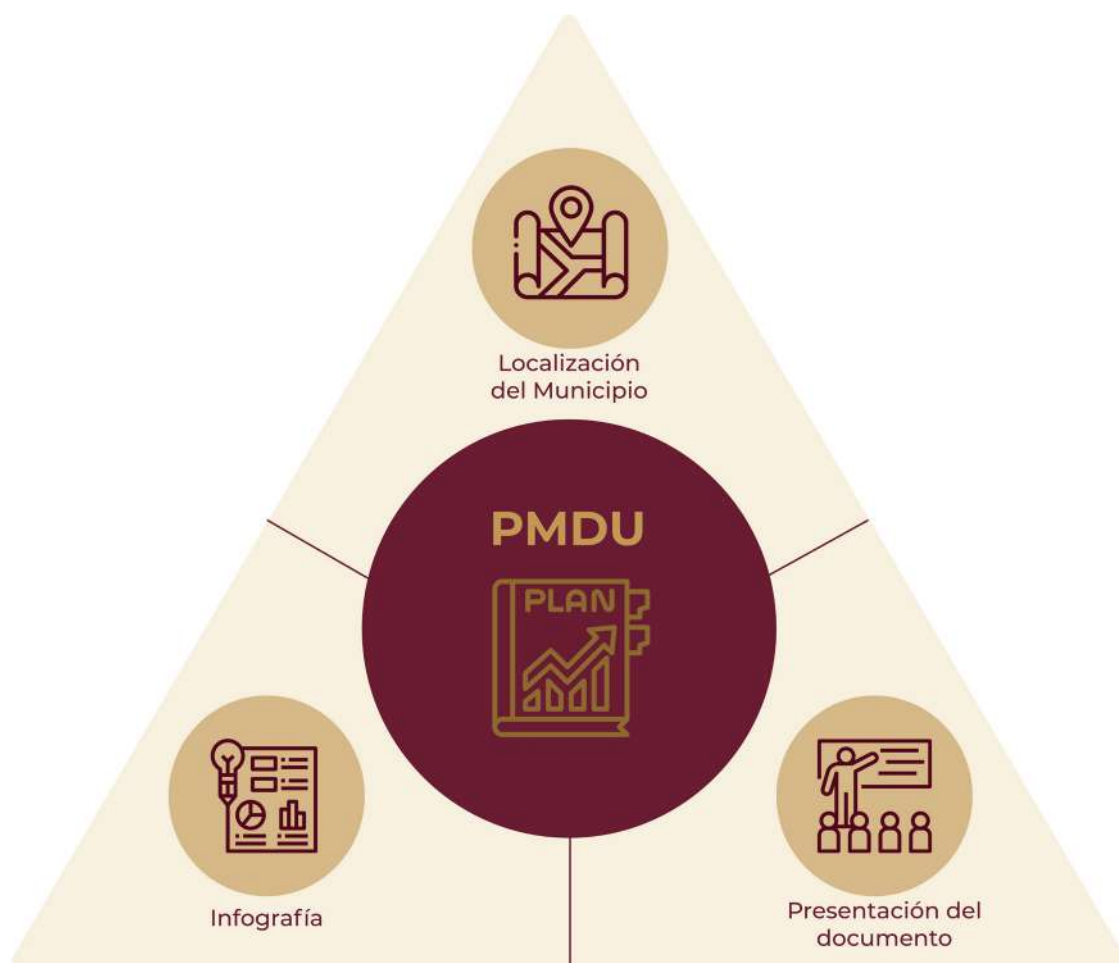 Localización
del Municipio
PMDU
PLAN
Infografía
Presentación del
documento